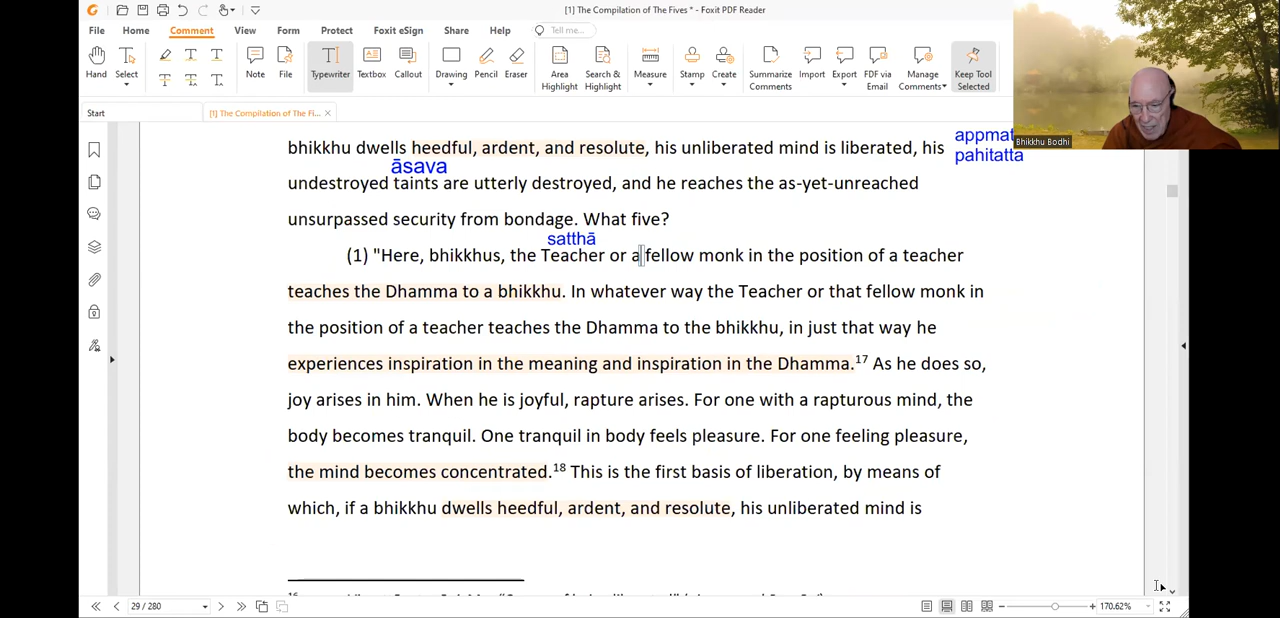 [1] The Compilation of The Fives * - Foxit PDF Reader
File Home Comment View Form Protect Foxit eSign Share Help Tell me...
Hand Select Note File Typewriter Textbox Callout Drawing Pencil Eraser Area Highlight Search & Highlight Measure Stamp Create Summarize Comments Import Export FDF via Email Manage Comments Keep Tool Selected
Start [1] The Compilation of The Fi...
Bhikkhu Bodhi
bhikkhu dwells heedful, ardent, and resolute, his unliberated mind is liberated, his
pahitatta
āsava
undestroyed taints are utterly destroyed, and he reaches the as-yet-unreached
unsurpassed security from bondage. What five?
satthā
(1) "Here, bhikkhus, the Teacher or a fellow monk in the position of a teacher
teaches the Dhamma to a bhikkhu. In whatever way the Teacher or that fellow monk in
the position of a teacher teaches the Dhamma to the bhikkhu, in just that way he
experiences inspiration in the meaning and inspiration in the Dhamma.17 As he does so,
joy arises in him. When he is joyful, rapture arises. For one with a rapturous mind, the
body becomes tranquil. One tranquil in body feels pleasure. For one feeling pleasure,
the mind becomes concentrated.18 This is the first basis of liberation, by means of
which, if a bhikkhu dwells heedful, ardent, and resolute, his unliberated mind is
29 / 280
170.62%